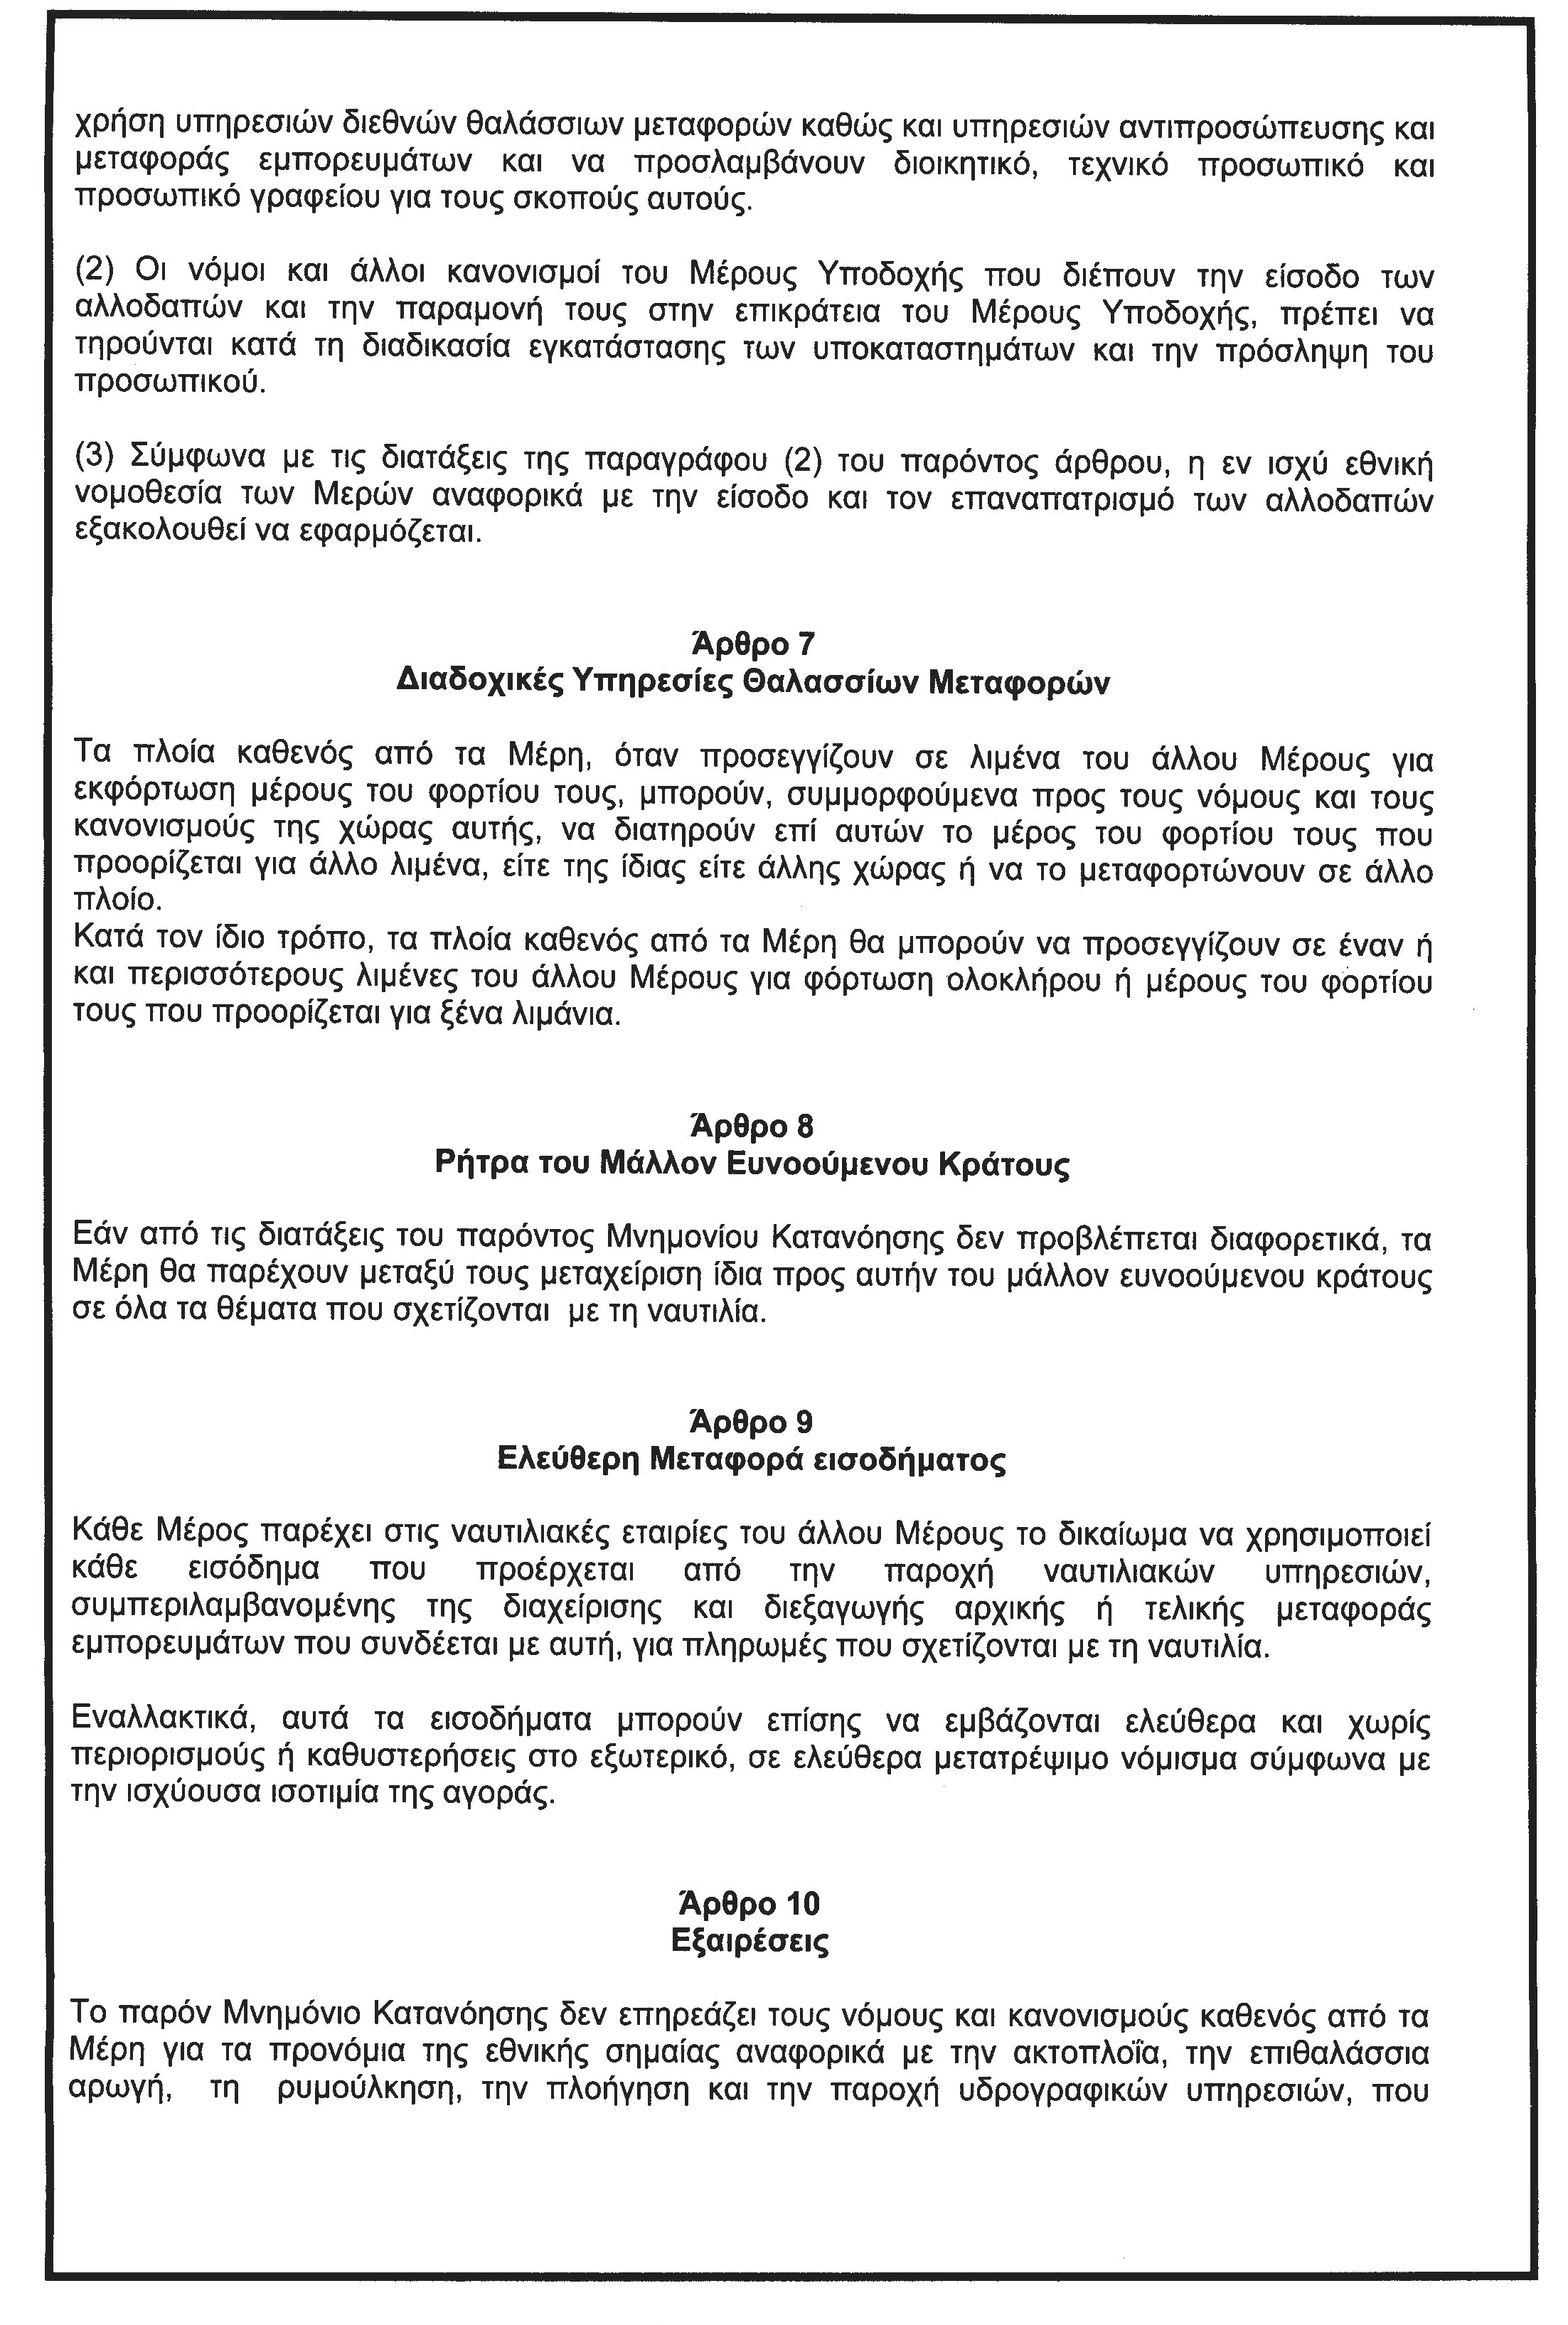 χρήση υπηρεσιών διεθνών θαλάσσιων μεταφορών καθώς και υπηρεσιών αντιπροσώπευσης και
μεταφοράς εμπορευμάτων και να προσλαμβάνουν διοικητικό, τεχνικό προσωπικό και
προσωπικό γραφείου για τους σκοπούς αυτούς.
(2) Οι νόμοι και άλλοι κανονισμοί του Μέρους Υποδοχής που διέπουν την είσοδο των
αλλοδαπών και την παραμονή τους στην επικράτεια του Μέρους Υποδοχής, πρέπει να
τηρούνται κατά τη διαδικασία εγκατάστασης των υποκαταστημάτων και την πρόσληψη του
προσωπικού.
(3) Σύμφωνα με τις διατάξεις της παραγράφου (2) του παρόντος άρθρου, η εν ισχύ εθνική
νομοθεσία των Μερών αναφορικά με την είσοδο και τον επαναπατρισμό των αλλοδαπών
εξακολουθεί να εφαρμόζεται.
Άρθρο 7
Διαδοχικές Υπηρεσίες Θαλασσίων Μεταφορών
Τα πλοία καθενός από τα Μέρη, όταν προσεγγίζουν σε λιμένα του άλλου Μέρους για
εκφόρτωση μέρους του φορτίου τους, μπορούν, συμμορφούμενα προς τους νόμους και τους
κανονισμούς της χώρας αυτής, να διατηρούν επί αυτών το μέρος του φορτίου τους που
προορίζεται για άλλο λιμένα, είτε της ίδιας είτε άλλης χώρας ή να το μεταφορτώνουν σε άλλο
πλοίο.
Κατά τον ίδιο τρόπο, τα πλοία καθενός από τα Μέρη θα μπορούν να προσεγγίζουν σε έναν ή
και περισσότερους λιμένες του άλλου Μέρους για φόρτωση ολοκλήρου ή μέρους του φορτίου
τους που προορίζεται για ξένα λιμάνια.
Άρθρο 8
Ρήτρα του Μάλλον Ευνοούμενου Κράτους
Εάν από τις διατάξεις του παρόντος Μνημονίου Κατανόησης δεν προβλέπεται διαφορετικά, τα
Μέρη θα παρέχουν μεταξύ τους μεταχείριση ίδια προς αυτήν του μάλλον ευνοούμενου κράτους
σε όλα τα θέματα που σχετίζονται με τη ναυτιλία.
Άρθρο 9
Ελεύθερη Μεταφορά εισοδήματος
Κάθε Μέρος παρέχει στις ναυτιλιακές εταιρίες του άλλου Μέρους το δικαίωμα να χρησιμοποιεί
κάθε εισόδημα που προέρχεται από την παροχή ναυτιλιακών υπηρεσιών,
συμπεριλαμβανομένης της διαχείρισης και διεξαγωγής αρχικής ή τελικής μεταφοράς
εμπορευμάτων που συνδέεται με αυτή, για πληρωμές που σχετίζονται με τη ναυτιλία.
Εναλλακτικά, αυτά τα εισοδήματα μπορούν επίσης να εμβάζονται ελεύθερα και χωρίς
περιορισμούς ή καθυστερήσεις στο εξωτερικό, σε ελεύθερα μετατρέψιμο νόμισμα σύμφωνα με
την ισχύουσα ισοτιμία της αγοράς.
Άρθρο 10
Εξαιρέσεις
Το παρόν Μνημόνιο Κατανόησης δεν επηρεάζει τους νόμους και κανονισμούς καθενός από τα
Μέρη για τα προνόμια της εθνικής σημαίας αναφορικά με την ακτοπλοΐα, την επιθαλάσσια
αρωγή, τη ρυμούλκηση, την πλοήγηση και την παροχή υδρογραφικών υπηρεσιών, που